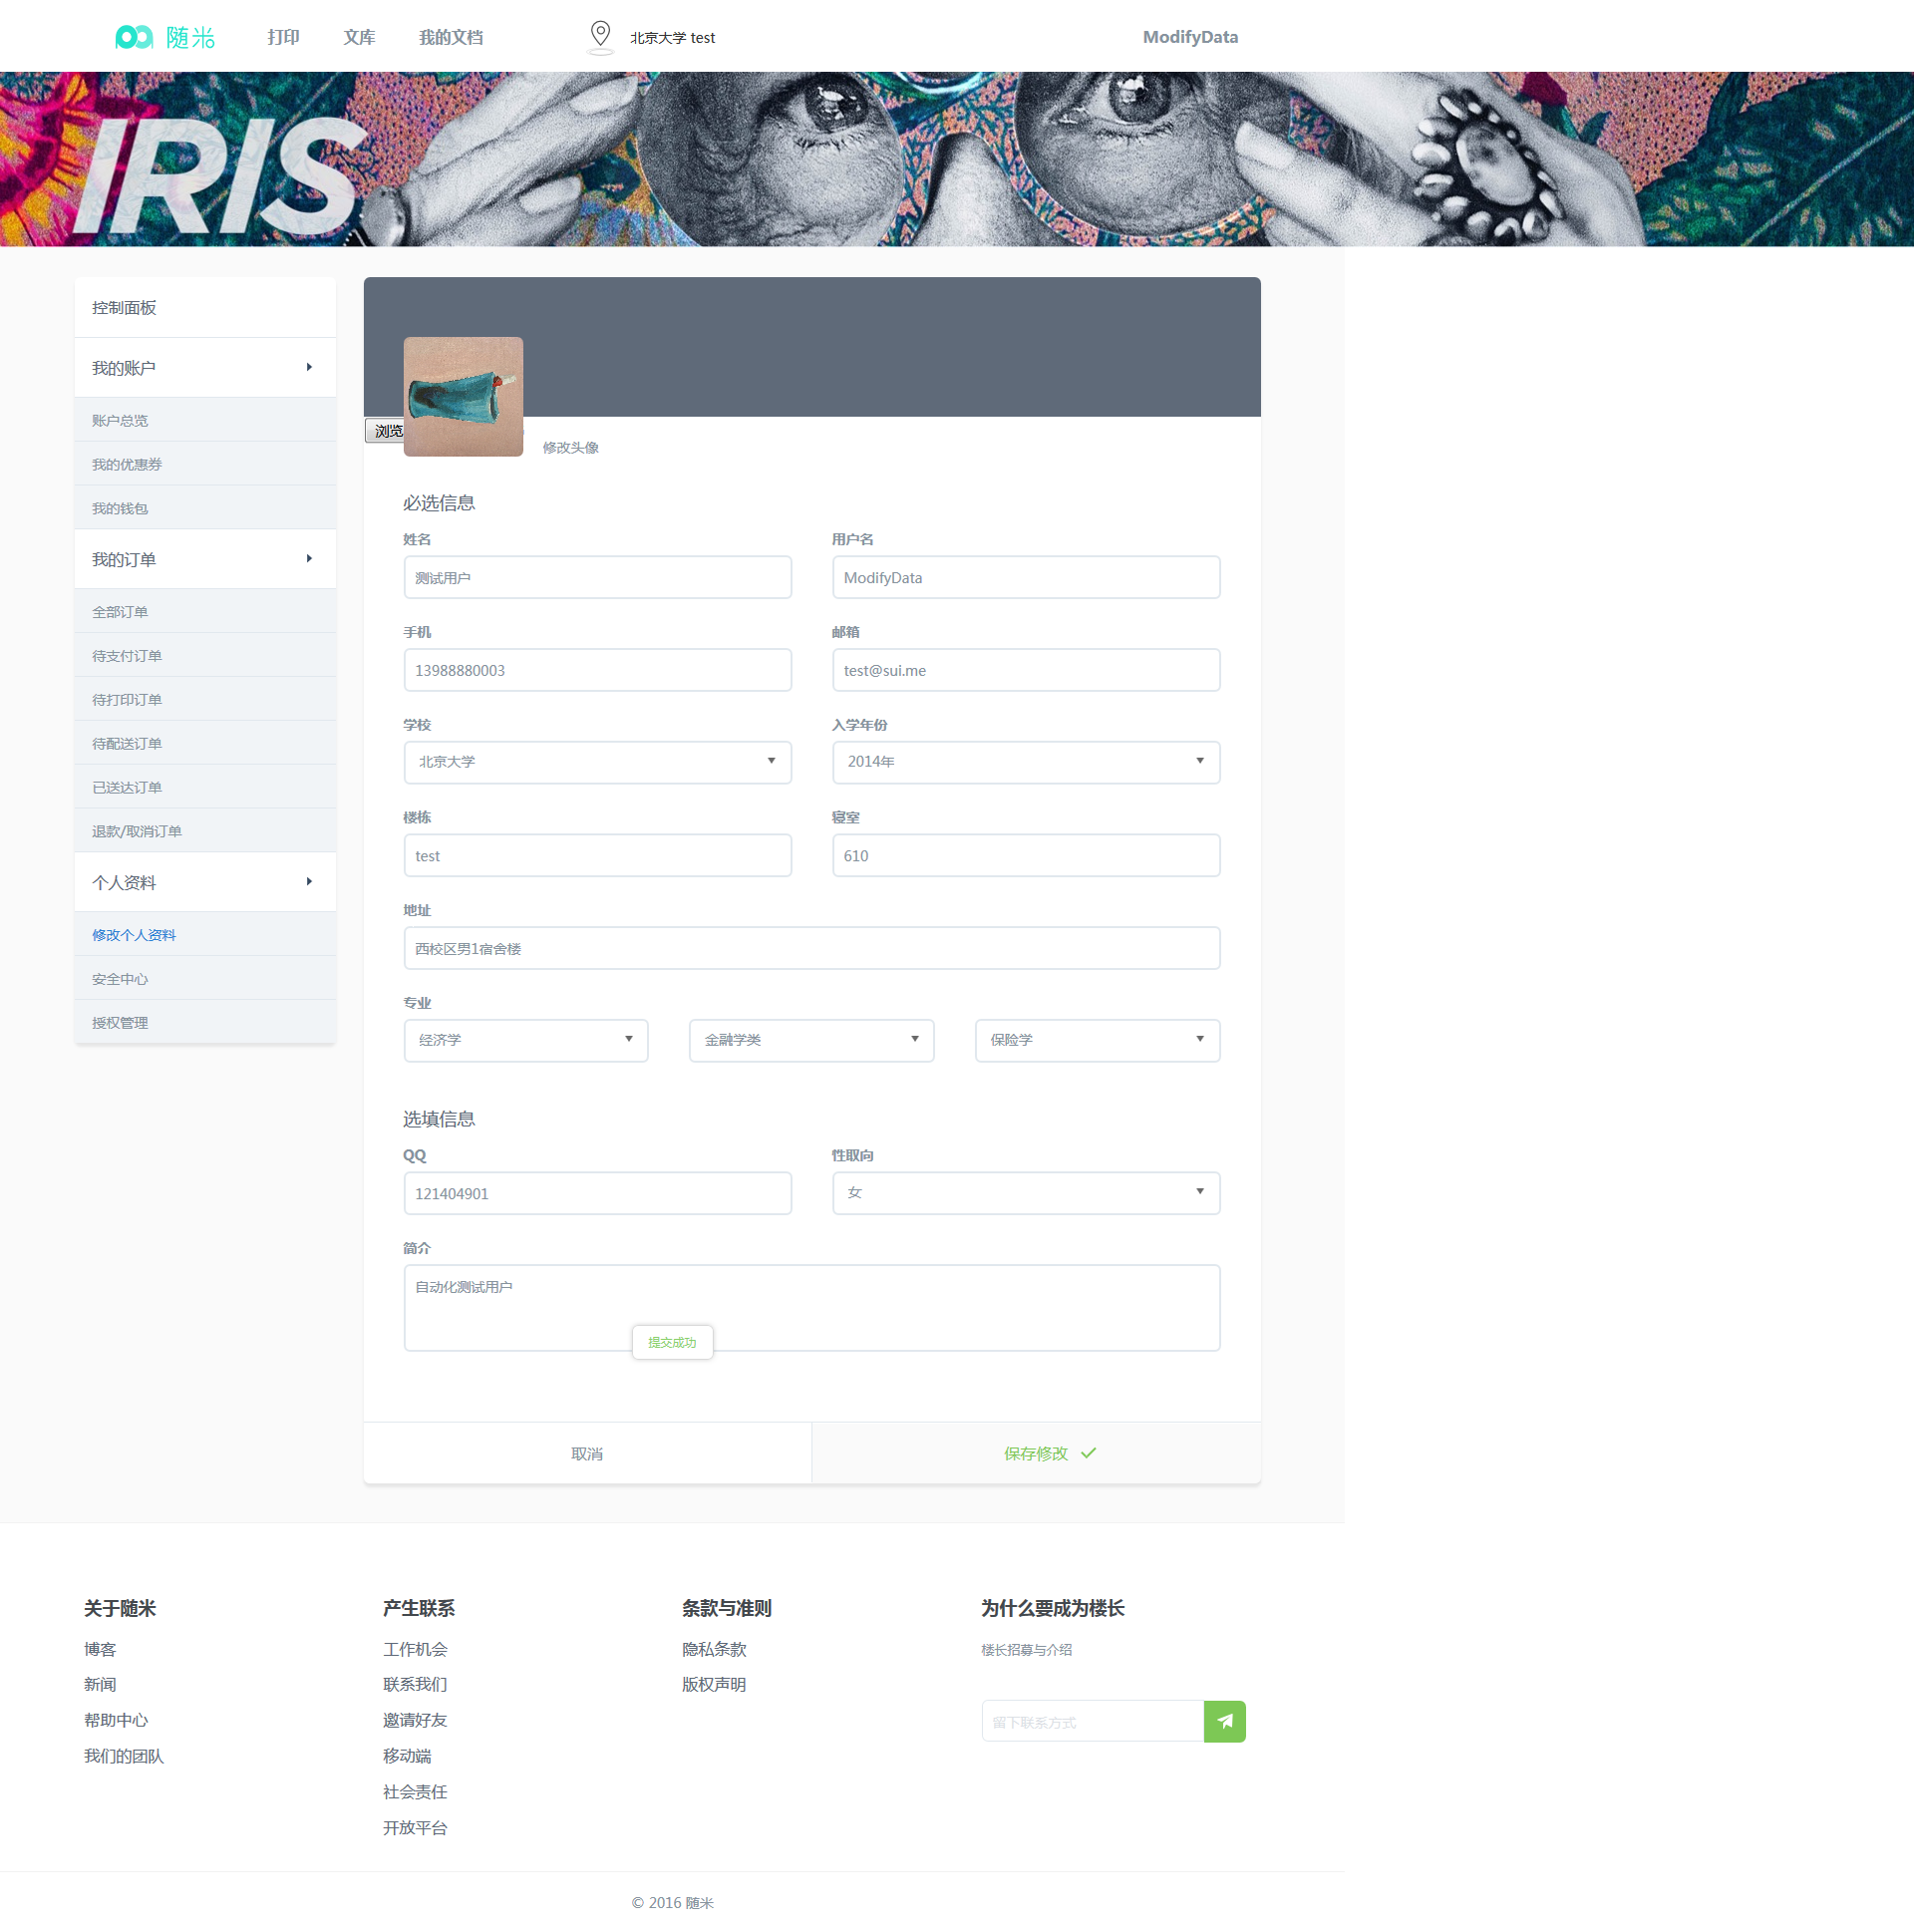 随米 打印 文库 我的文档 北京大学 test ModifyData
IRIS
控制面板
我的账户
账户总览
我的优惠券
我的钱包
我的订单
全部订单
待支付订单
待打印订单
待配送订单
已送达订单
退款/取消订单
个人资料
修改个人资料
安全中心
授权管理
浏览
修改头像
必选信息
姓名 用户名
测试用户 ModifyData
手机 邮箱
13988880003 test@sui.me
学校 入学年份
北京大学 2014年
楼栋 寝室
test 610
地址
西校区男1宿舍楼
专业
经济学 金融学类 保险学
选填信息
QQ 性取向
121404901 女
简介
自动化测试用户
提交成功
取消 保存修改
关于随米 产生联系 条款与准则 为什么要成为楼长
博客 工作机会 隐私条款 楼长招募与介绍
新闻 联系我们 版权声明
帮助中心 邀请好友 留下联系方式
我们的团队 移动端
社会责任
开放平台
© 2016 随米